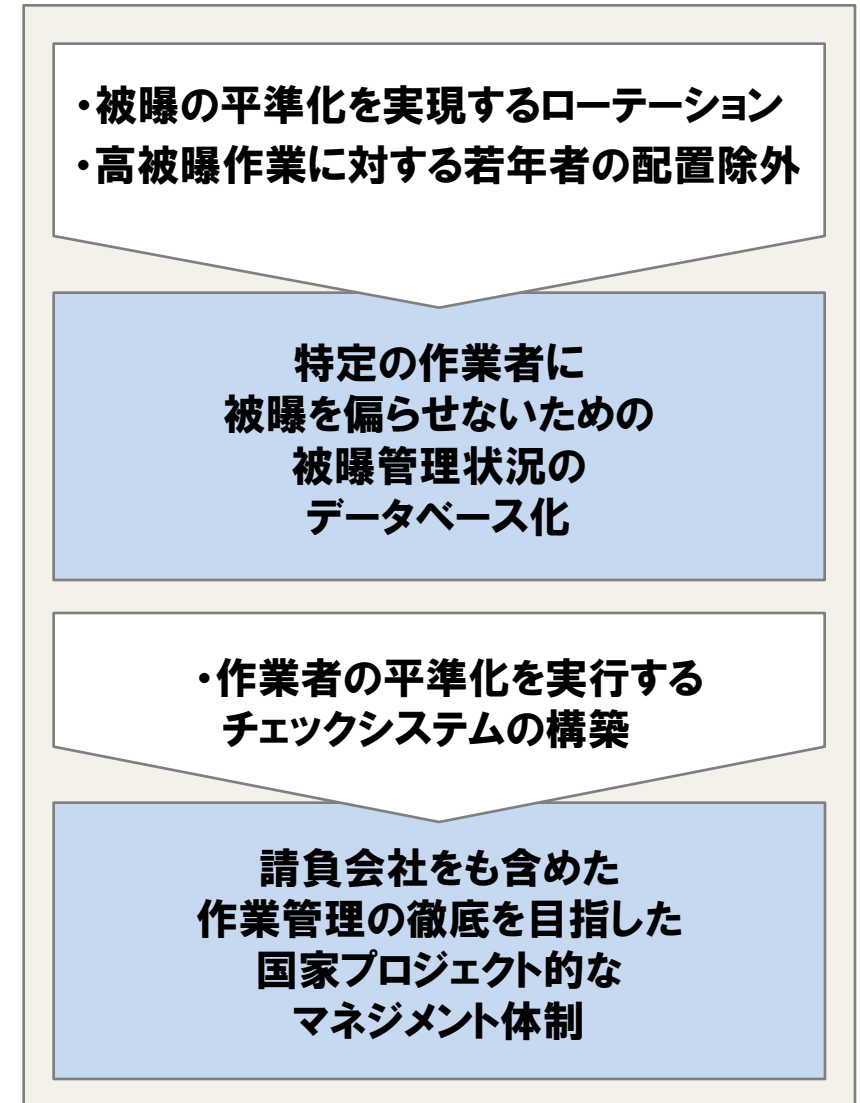 ・被曝の平準化を実現するローテーション
・高被曝作業に対する若年者の配置除外
特定の作業者に
被曝を偏らせないための
被曝管理状況の
データベース化
・作業者の平準化を実行する
チェックシステムの構築
請負会社をも含めた
作業管理の徹底を目指した
国家プロジェクト的な
マネジメント体制